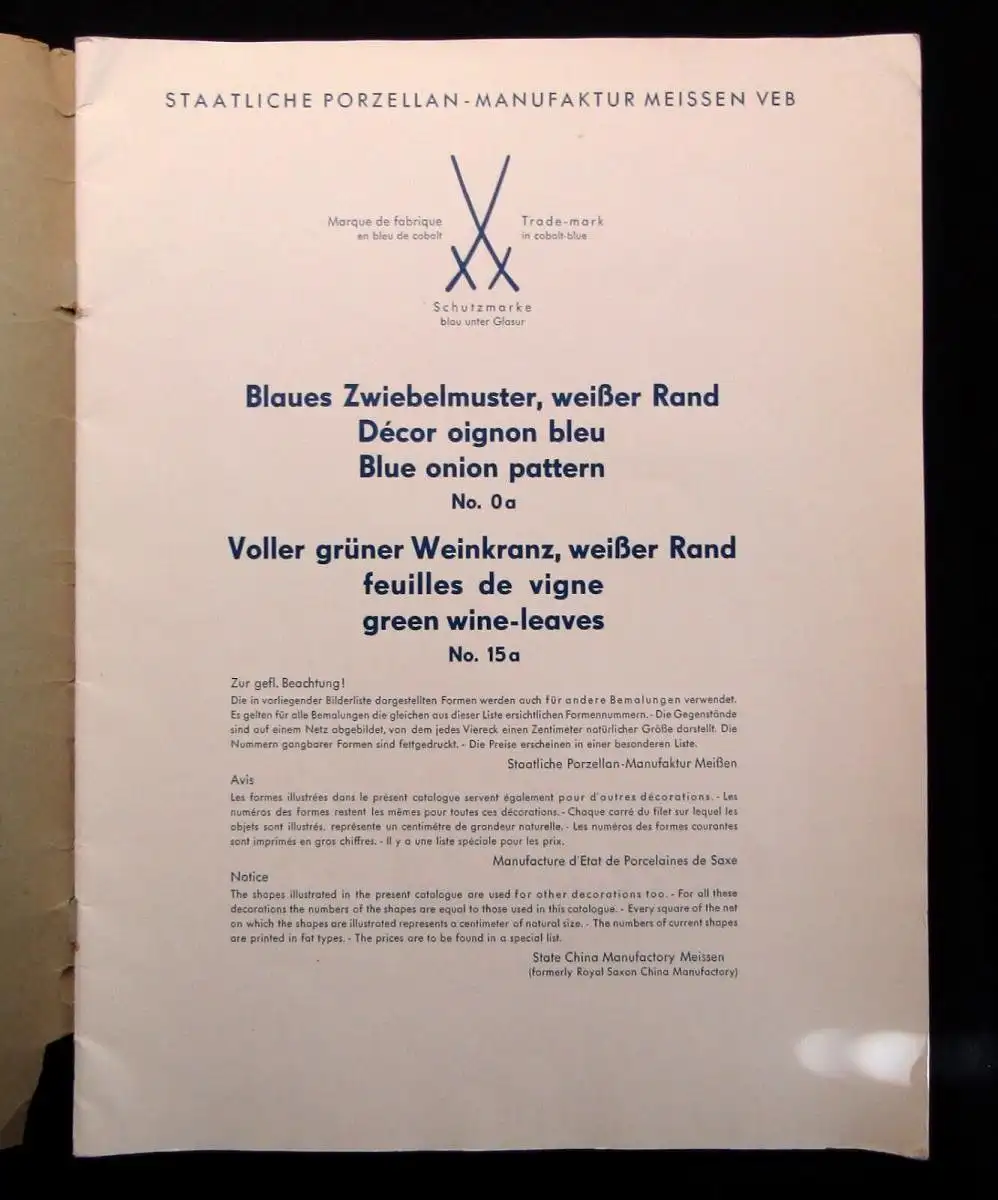 STAATLICHE PORZELLAN-MANUFAKTUR MEISSEN VEB
Marque de fabrique
en bleu de cobalt
Trade-mark
in cobalt-blue
Schutzmarke
blau unter Glasur
Blaues Zwiebelmuster, weißer Rand
Décor oignon bleu
Blue onion pattern
No. 0a
Voller grüner Weinkranz, weißer Rand
feuilles de vigne
green wine-leaves
No. 15a
Zur gefl. Beachtung!
Die in vorliegender Bilderliste dargestellten Formen werden auch für andere Bemalungen verwendet.
Es gelten für alle Bemalungen die gleichen aus dieser Liste ersichtlichen Formennummern. - Die Gegenstände
sind auf einem Netz abgebildet, von dem jedes Viereck einen Zentimeter natürlicher Größe darstellt. Die
Nummern gangbarer Formen sind fettgedruckt. - Die Preise erscheinen in einer besonderen Liste.
Staatliche Porzellan-Manufaktur Meißen
Avis
Les formes illustrées dans le présent catalogue servent également pour d'autres décorations. - Les
numéros des formes restent les mêmes pour toutes ces décorations. - Chaque carré du filet sur lequel les
objets sont illustrés, représente un centimètre de grandeur naturelle. - Les numéros des formes courantes
sont imprimés en gros chiffres. - Il y a une liste spéciale pour les prix.
Manufacture d'Etat de Porcelaines de Saxe
Notice
The shapes illustrated in the present catalogue are used for other decorations too. - For all these
decorations the numbers of the shapes are equal to those used in this catalogue. - Every square of the net
on which the shapes are illustrated represents a centimeter of natural size. - The numbers of current shapes
are printed in fat types. - The prices are to be found in a special list.
State China Manufactory Meissen
(formerly Royal Saxon China Manufactory)